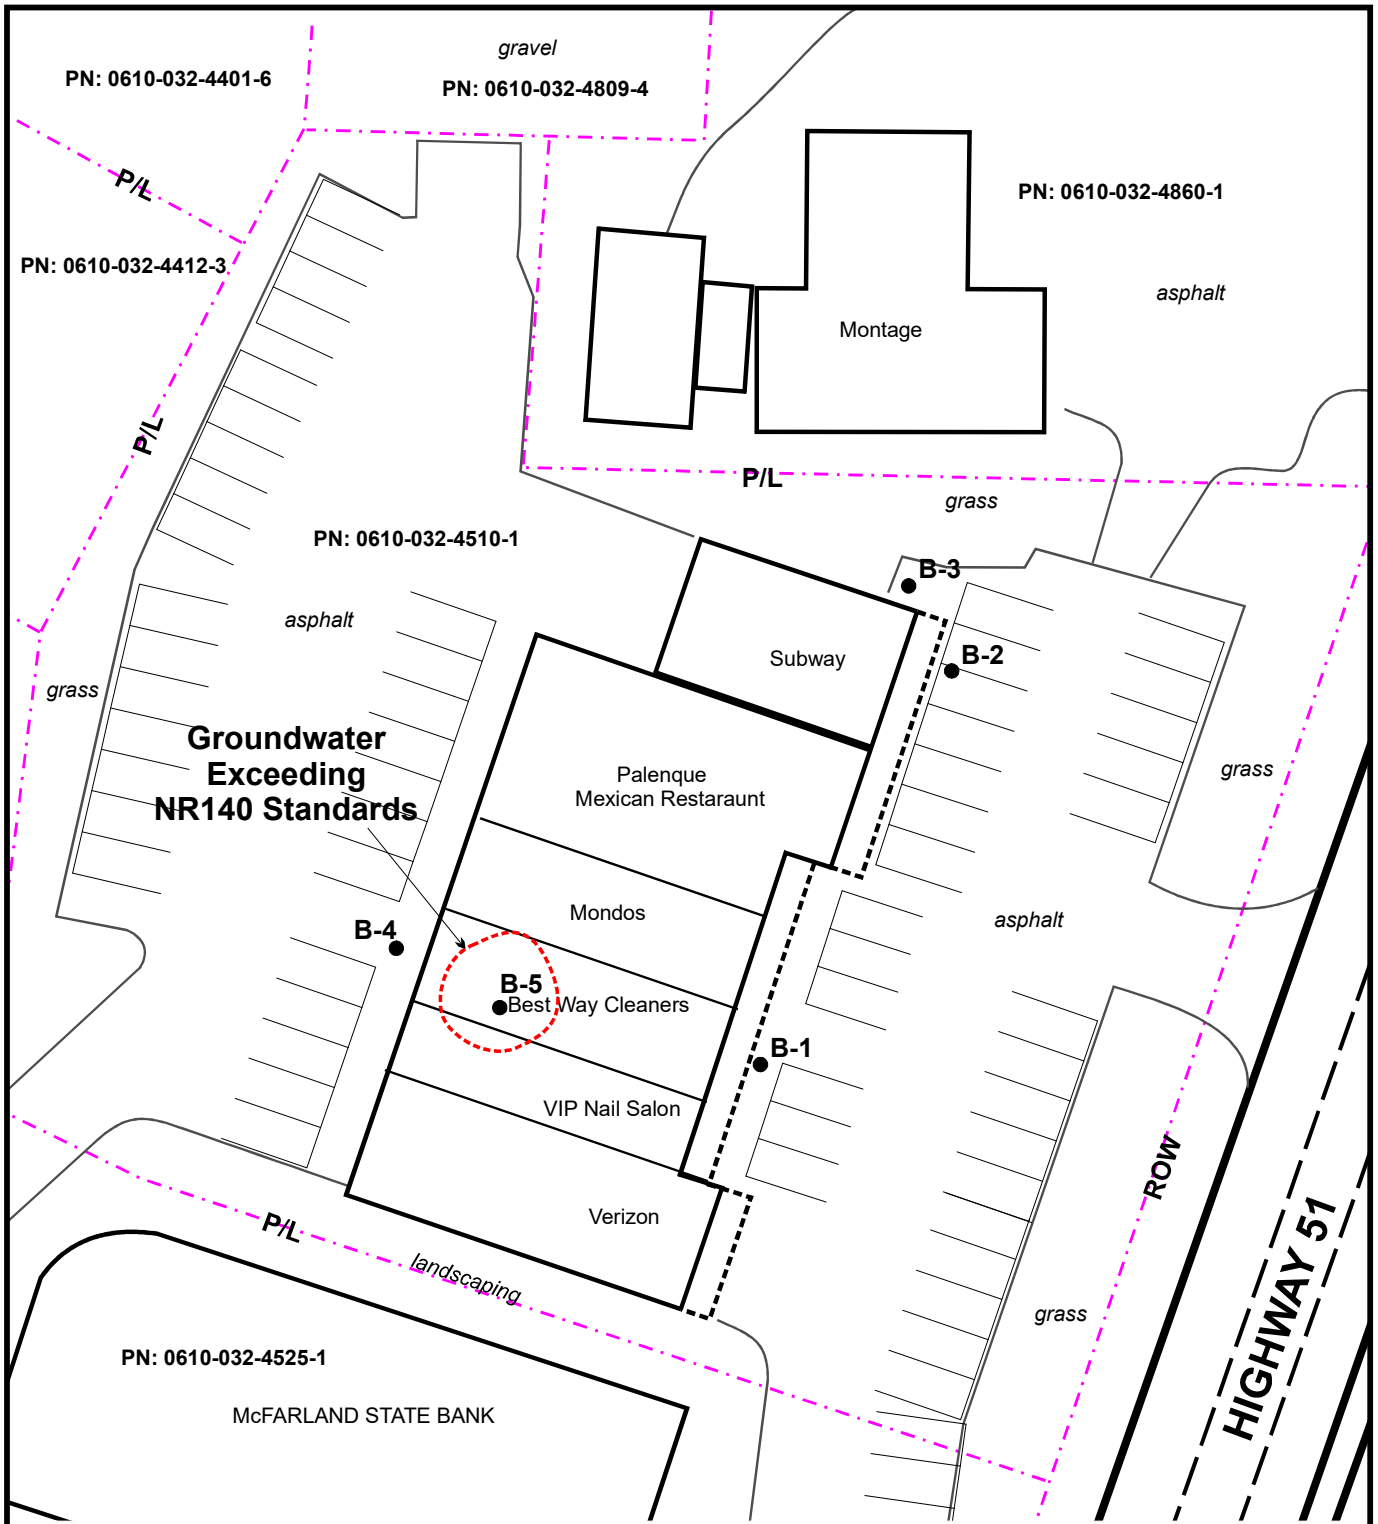 gravel
PN: 0610-032-4401-6
PN: 0610-032-4809-4
P/L
PN: 0610-032-4860-1
PN: 0610-032-4412-3
asphalt
Montage
P/L
P/L
grass
PN: 0610-032-4510-1
B-3
asphalt
Subway
B-2
grass
Groundwater
Exceeding
NR140 Standards
Palenque
Mexican Restaraunt
grass
Mondos
asphalt
B-4
B-5
Best Way Cleaners
B-1
VIP Nail Salon
ROW
Verizon
P/L
landscaping
HIGHWAY 51
grass
PN: 0610-032-4525-1
McFARLAND STATE BANK